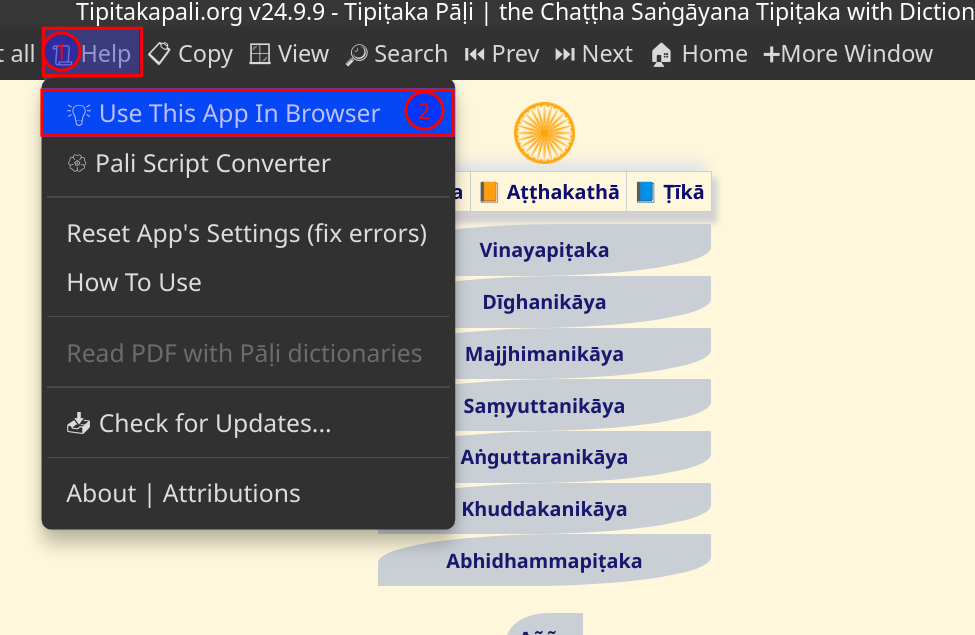 Tipitakapali.org v24.9.9 - Tipiṭaka Pāḷi | the Chaṭṭha Saṅgāyana Tipiṭaka with Diction
t all 1 Help Copy View Search Prev Next Home +More Window
Use This App In Browser 2
Pali Script Converter
Reset App's Settings (fix errors)
How To Use
Read PDF with Pāḷi dictionaries
Check for Updates...
About | Attributions
a Aṭṭhakathā Ṭīkā
Vinayapiṭaka
Dīghanikāya
Majjhimanikāya
Saṃyuttanikāya
Aṅguttaranikāya
Khuddakanikāya
Abhidhammapiṭaka